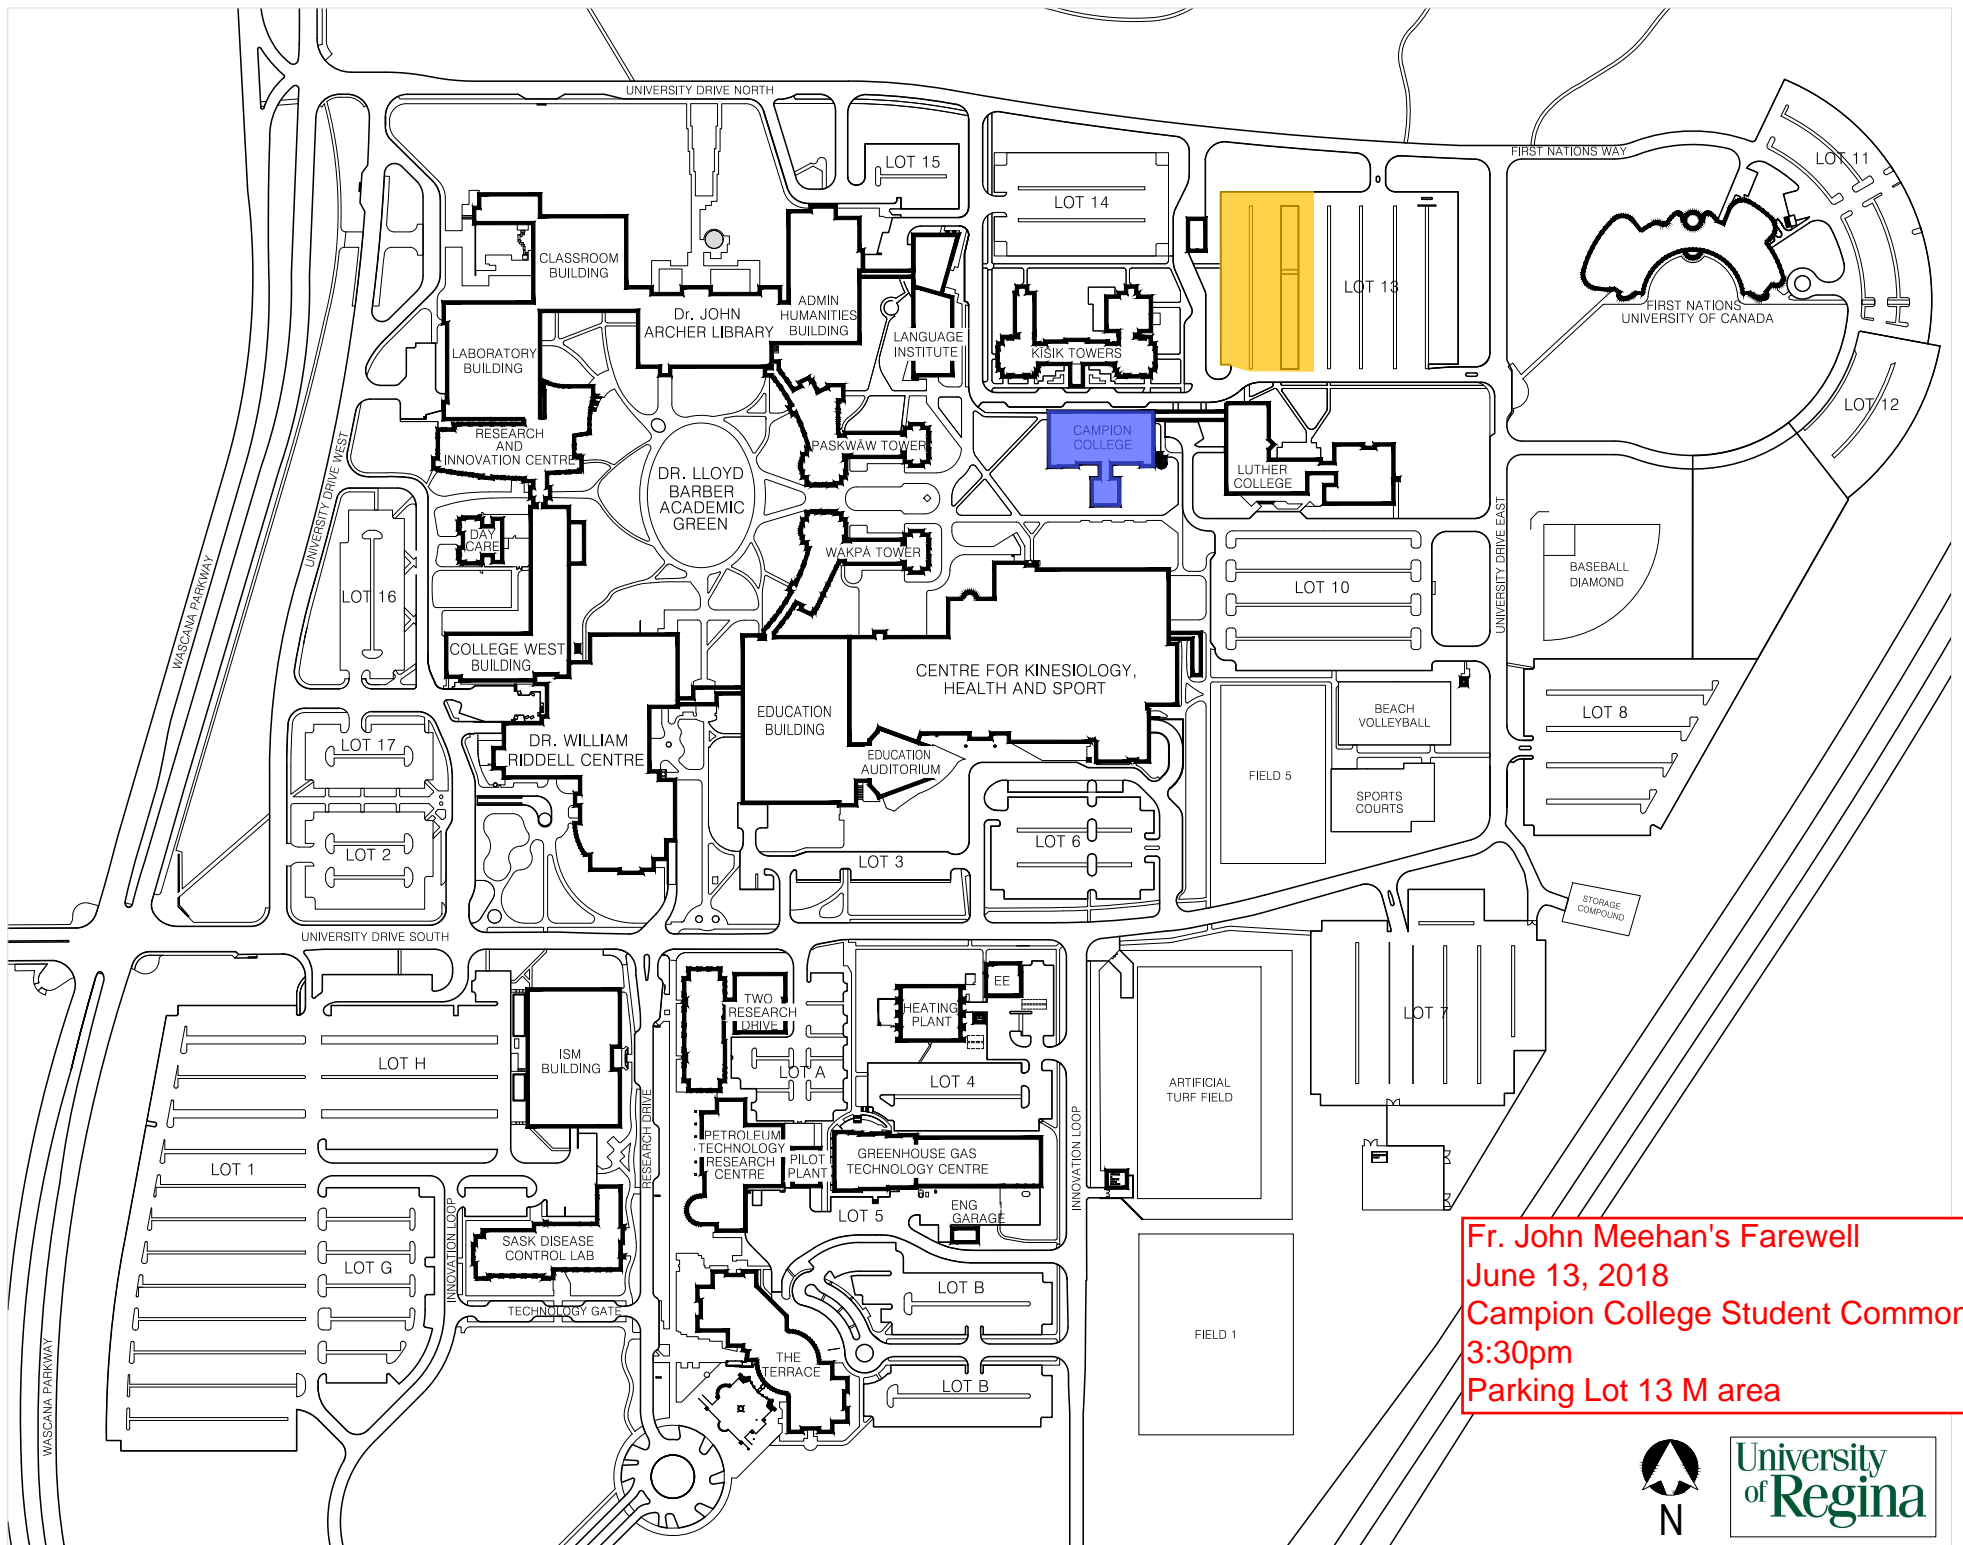 UNIVERSITY DRIVE NORTH
FIRST NATIONS WAY
LOT 15
LOT 11
LOT 14
CLASSROOM
BUILDING
LOT 13
ADMIN
HUMANITIES
BUILDING
Dr. JOHN
ARCHER LIBRARY
FIRST NATIONS
UNIVERSITY OF CANADA
LANGUAGE
INSTITUTE
KĪSIK TOWERS
LABORATORY
BUILDING
LOT 12
CAMPION
COLLEGE
RESEARCH
AND
INNOVATION CENTRE
PASKWĀW TOWER
LUTHER
COLLEGE
DR. LLOYD
BARBER
ACADEMIC
GREEN
UNIVERSITY DRIVE WEST
UNIVERSITY DRIVE EAST
DAY
CARE
WAKPĀ TOWER
BASEBALL
DIAMOND
LOT 16
LOT 10
WASCANA PARKWAY
COLLEGE WEST
BUILDING
CENTRE FOR KINESIOLOGY,
HEALTH AND SPORT
EDUCATION
BUILDING
BEACH
VOLLEYBALL
LOT 8
LOT 17
DR. WILLIAM
RIDDELL CENTRE
EDUCATION
AUDITORIUM
FIELD 5
SPORTS
COURTS
LOT 2
LOT 3
LOT 6
STORAGE
COMPOUND
UNIVERSITY DRIVE SOUTH
TWO
RESEARCH
DRIVE
EE
HEATING
PLANT
LOT 7
LOT H
ISM
BUILDING
LOT A
LOT 4
ARTIFICIAL
TURF FIELD
RESEARCH DRIVE
INNOVATION LOOP
PETROLEUM
TECHNOLOGY
RESEARCH
CENTRE
PILOT
PLANT
GREENHOUSE GAS
TECHNOLOGY CENTRE
LOT 1
INNOVATION LOOP
LOT 5
ENG
GARAGE
SASK DISEASE
CONTROL LAB
LOT G
LOT B
TECHNOLOGY GATE
FIELD 1
THE
TERRACE
LOT B
WASCANA PARKWAY
Fr. John Meehan's Farewell
June 13, 2018
Campion College Student Common
3:30pm
Parking Lot 13 M area
N
University
of Regina